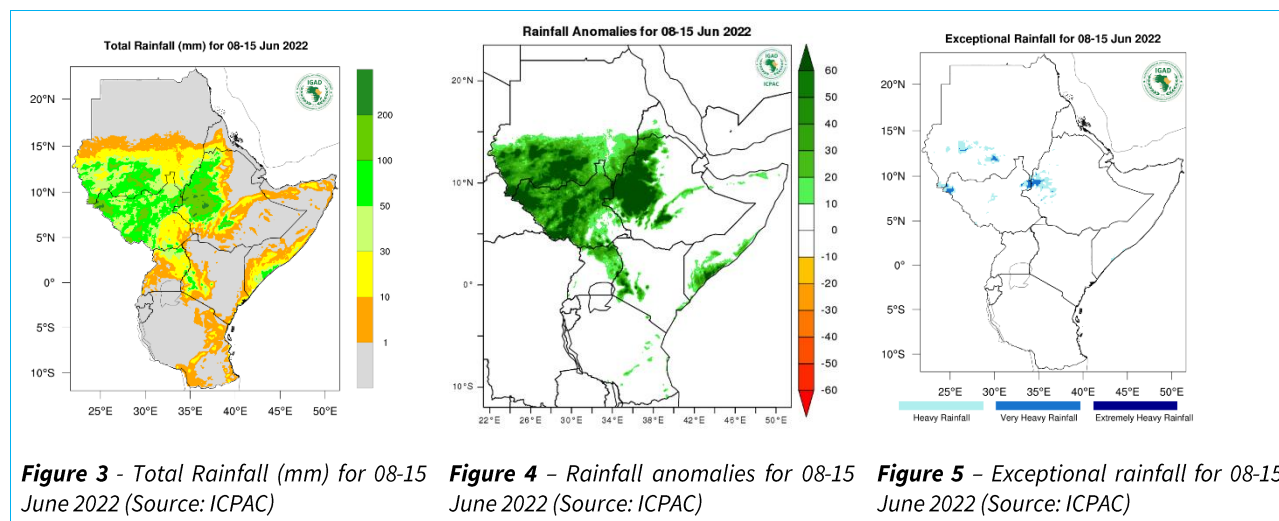 Total Rainfall (mm) for 08-15 Jun 2022
IGAD
20°N
15°N
10°N
5°N
0°
5°S
10°S
25°E 30°E 35°E 40°E 45°E 50°E
200
100
50
30
10
1
Rainfall Anomalies for 08-15 Jun 2022
IGAD
ICPAC
20°N
10°N
0°
10°S
22°E 26°E 30°E 34°E 38°E 42°E 46°E 50°E
60
50
40
30
20
10
0
-10
-20
-30
-40
-50
-60
Exceptional Rainfall for 08-15 Jun 2022
IGAD
20°N
15°N
10°N
5°N
0°
5°S
10°S
25°E 30°E 35°E 40°E 45°E 50°E
Heavy Rainfall Very Heavy Rainfall Extremely Heavy Rainfall
Figure 3 - Total Rainfall (mm) for 08-15
June 2022 (Source: ICPAC)
Figure 4 – Rainfall anomalies for 08-15
June 2022 (Source: ICPAC)
Figure 5 – Exceptional rainfall for 08-15
June 2022 (Source: ICPAC)